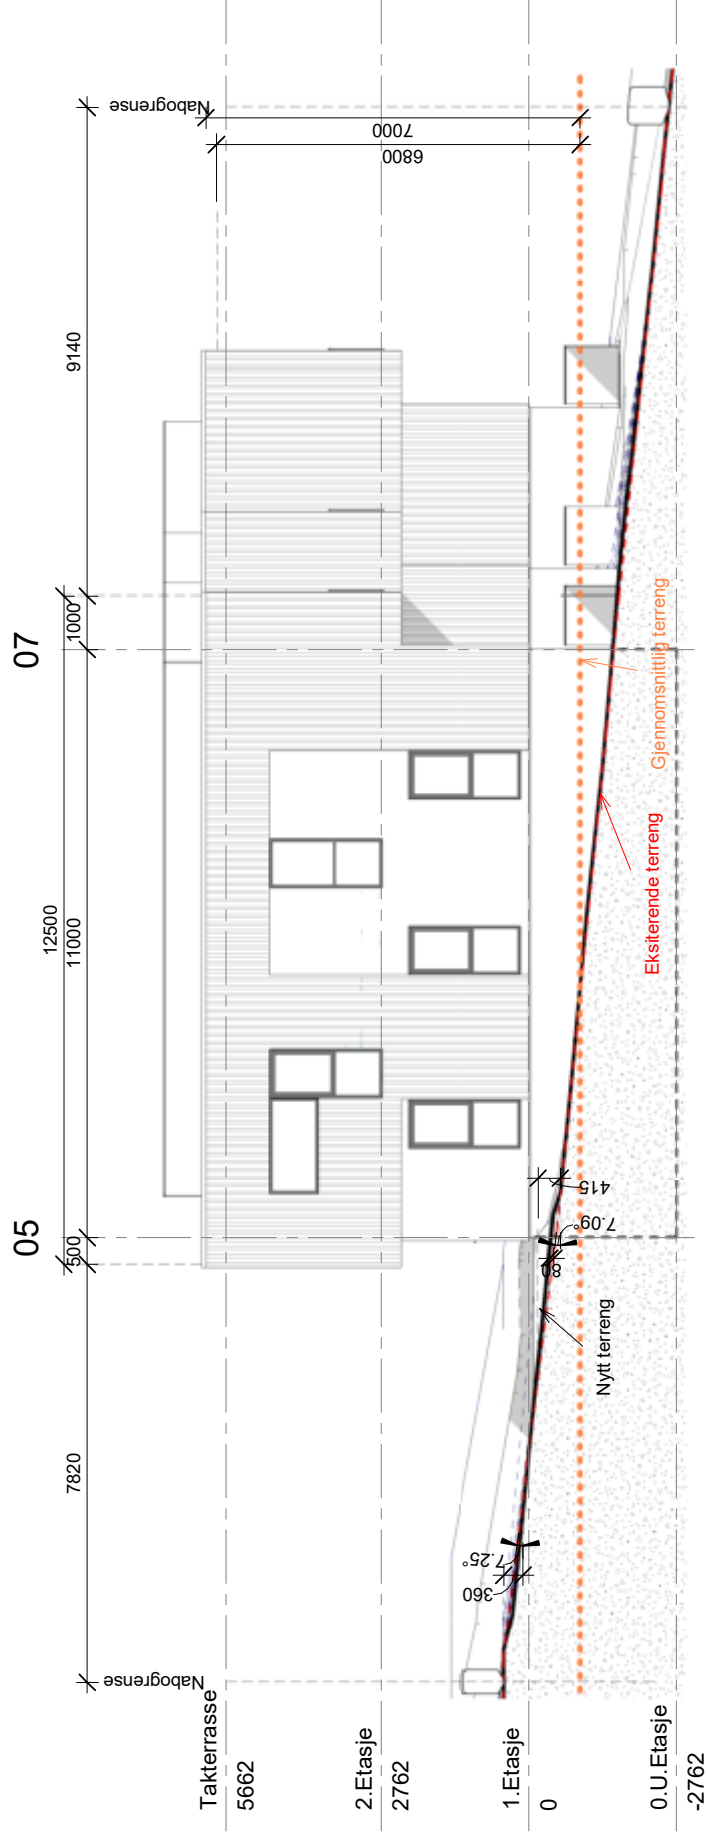 05
07
12500
500
11000
1000
7820
9140
Nabogrense
Nabogrense
7000
6800
Takterrasse
5662
2.Etasje
2762
1.Etasje
0
0.U.Etasje
-2762
360
7.25°
80
7.09°
415
Nytt terreng
Eksiterende terreng
Gjennomsnittlig terreng